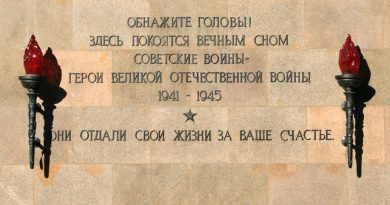 ОБНАЖИТЕ ГОЛОВЫ!
ЗДЕСЬ ПОКОЯТСЯ ВЕЧНЫМ СНОМ
СОВЕТСКИЕ ВОИНЫ-
ГЕРОИ ВЕЛИКОЙ ОТЕЧЕСТВЕННОЙ ВОЙНЫ
1941 - 1945
ОНИ ОТДАЛИ СВОИ ЖИЗНИ ЗА ВАШЕ СЧАСТЬЕ.